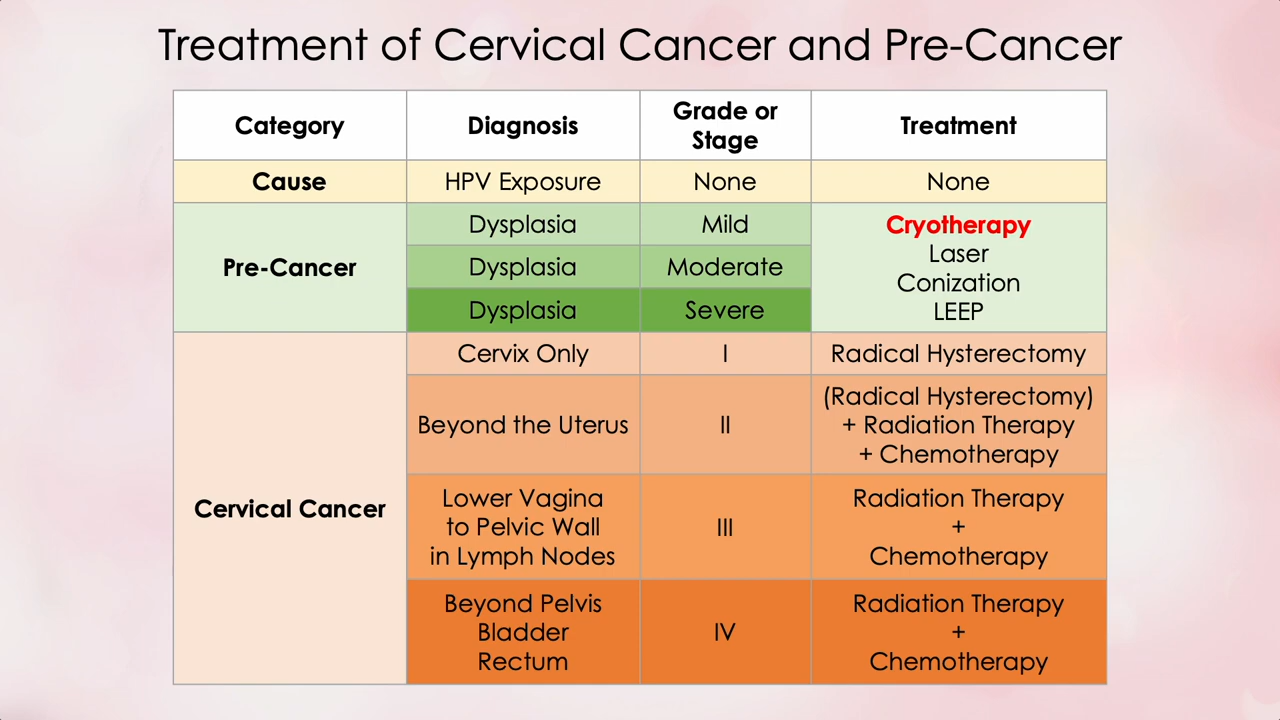 Treatment of Cervical Cancer and Pre-Cancer
Category
Diagnosis
Grade or
Stage
Treatment
Cause
HPV Exposure
None
None
Pre-Cancer
Dysplasia
Mild
Dysplasia
Moderate
Dysplasia
Severe
Cryotherapy
Laser
Conization
LEEP
Cervical Cancer
Cervix Only
I
Radical Hysterectomy
Beyond the Uterus
II
(Radical Hysterectomy)
+ Radiation Therapy
+ Chemotherapy
Lower Vagina
to Pelvic Wall
in Lymph Nodes
III
Radiation Therapy
+
Chemotherapy
Beyond Pelvis
Bladder
Rectum
IV
Radiation Therapy
+
Chemotherapy